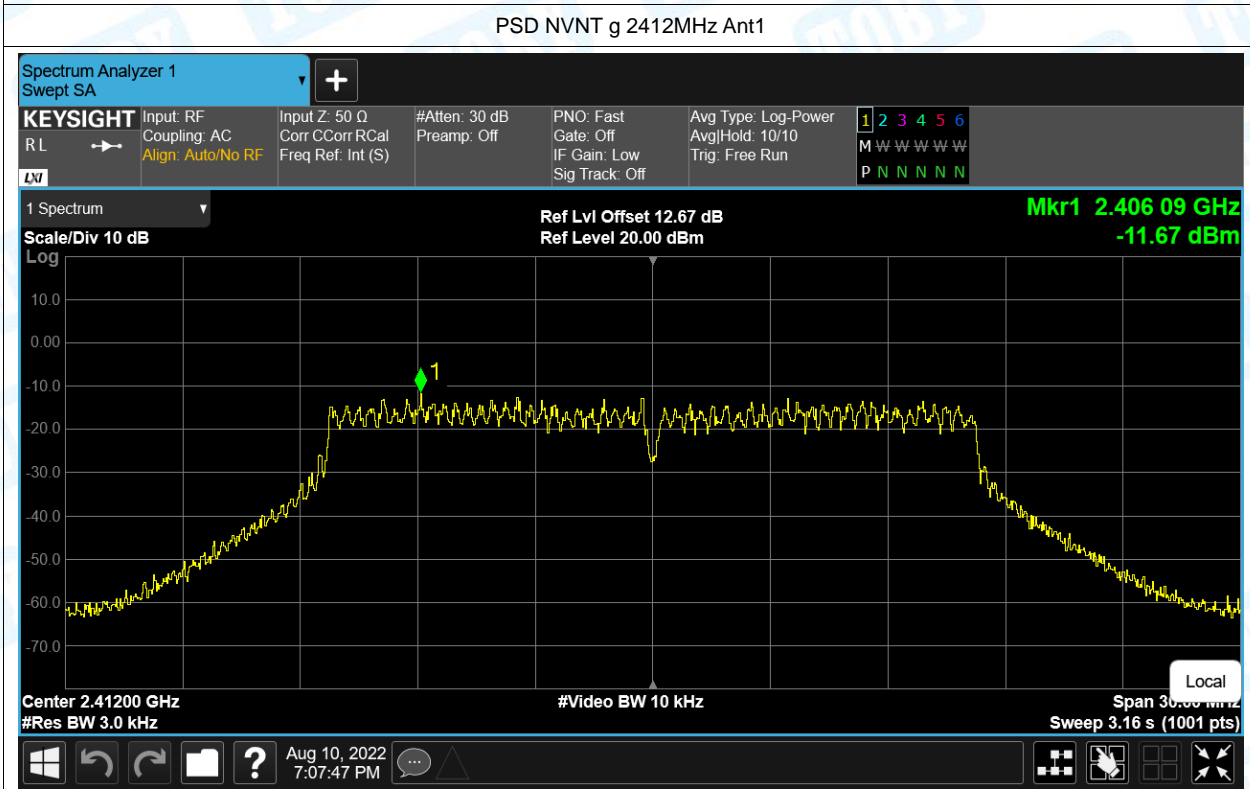 PSD NVNT g 2412MHz Ant1
Spectrum Analyzer 1
Swept SA
KEYSIGHT
R L
LXI
Input: RF
Coupling: AC
Align: Auto/No RF
Input Z: 50 Ω
Corr CCorr RCal
Freq Ref: Int (S)
#Atten: 30 dB
Preamp: Off
PNO: Fast
Gate: Off
IF Gain: Low
Sig Track: Off
Avg Type: Log-Power
Avg|Hold: 10/10
Trig: Free Run
1 2 3 4 5 6
M W W W W W
P N N N N N
1 Spectrum
Scale/Div 10 dB
Log
Ref Lvl Offset 12.67 dB
Ref Level 20.00 dBm
Mkr1 2.406 09 GHz
-11.67 dBm
10.0
0.00
-10.0
-20.0
-30.0
-40.0
-50.0
-60.0
-70.0
1
Local
Center 2.41200 GHz
#Res BW 3.0 kHz
#Video BW 10 kHz
Span 30.00 MHz
Sweep 3.16 s (1001 pts)
?
Aug 10, 2022
7:07:47 PM